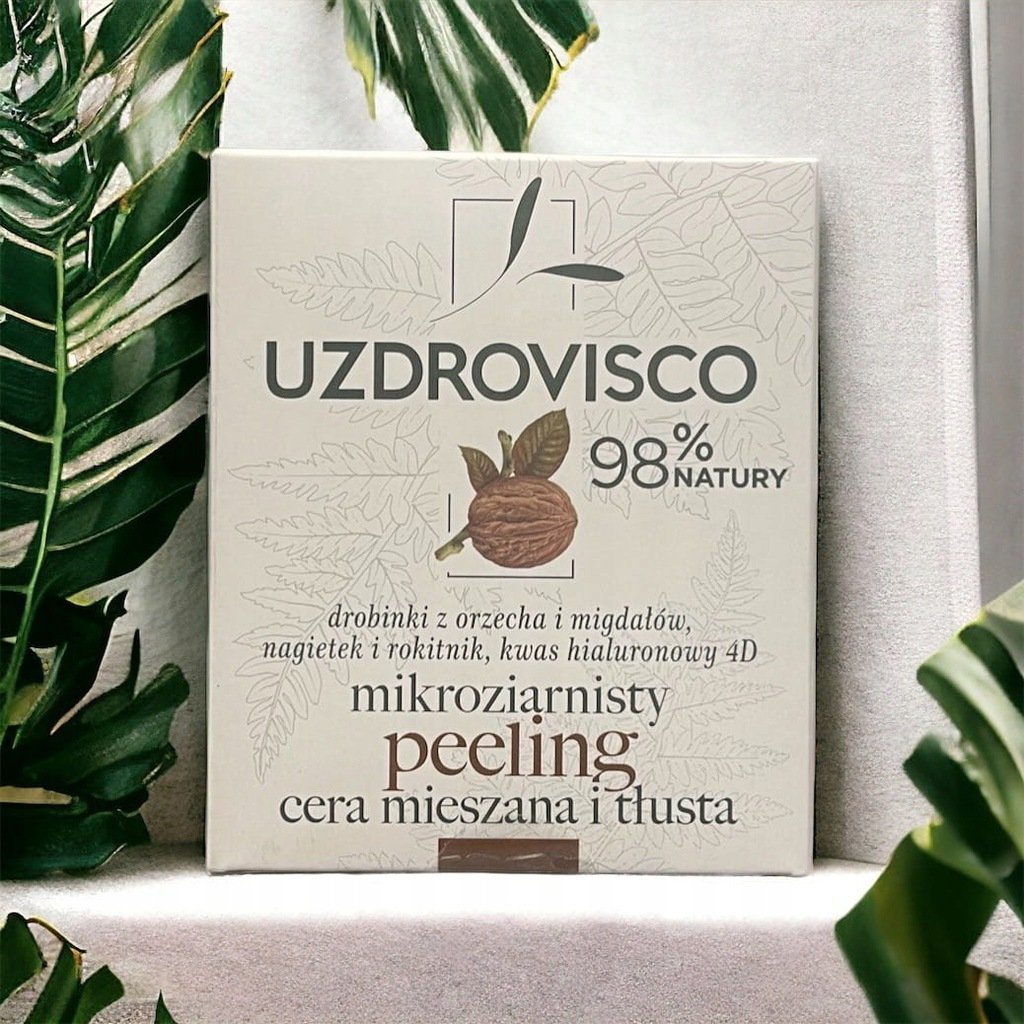 UZDROVISCO
98% NATURY
drobinki z orzecha i migdałów,
nagietek i rokitnik, kwas hialuronowy 4D
mikroziarnisty
peeling
cera mieszana i tłusta